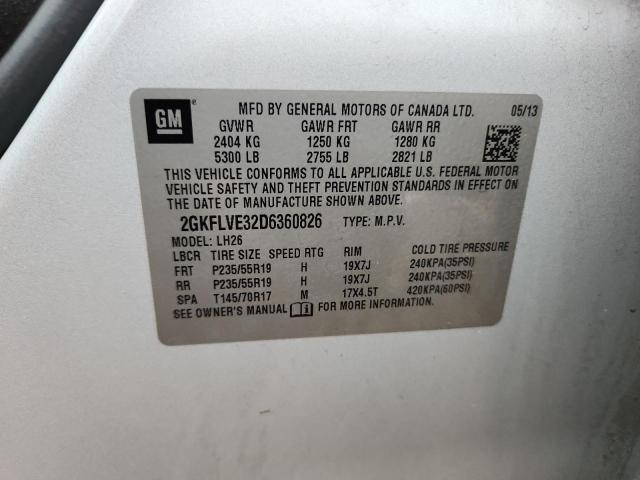 GM ® MFD BY GENERAL MOTORS OF CANADA LTD. 05/13
GVWR GAWR FRT GAWR RR
2404 KG 1250 KG 1280 KG
5300 LB 2755 LB 2821 LB
THIS VEHICLE CONFORMS TO ALL APPLICABLE U.S. FEDERAL MOTOR
VEHICLE SAFETY AND THEFT PREVENTION STANDARDS IN EFFECT ON
THE DATE OF MANUFACTURE SHOWN ABOVE.
2GKFLVE32D6360826 TYPE: M.P.V.
MODEL: LH26
LBCR TIRE SIZE SPEED RTG RIM COLD TIRE PRESSURE
FRT P235/55R19 H 19X7J 240KPA(35PSI)
RR P235/55R19 H 19X7J 240KPA(35PSI)
SPA T145/70R17 M 17X4.5T 420KPA(60PSI)
SEE OWNER'S MANUAL i FOR MORE INFORMATION.